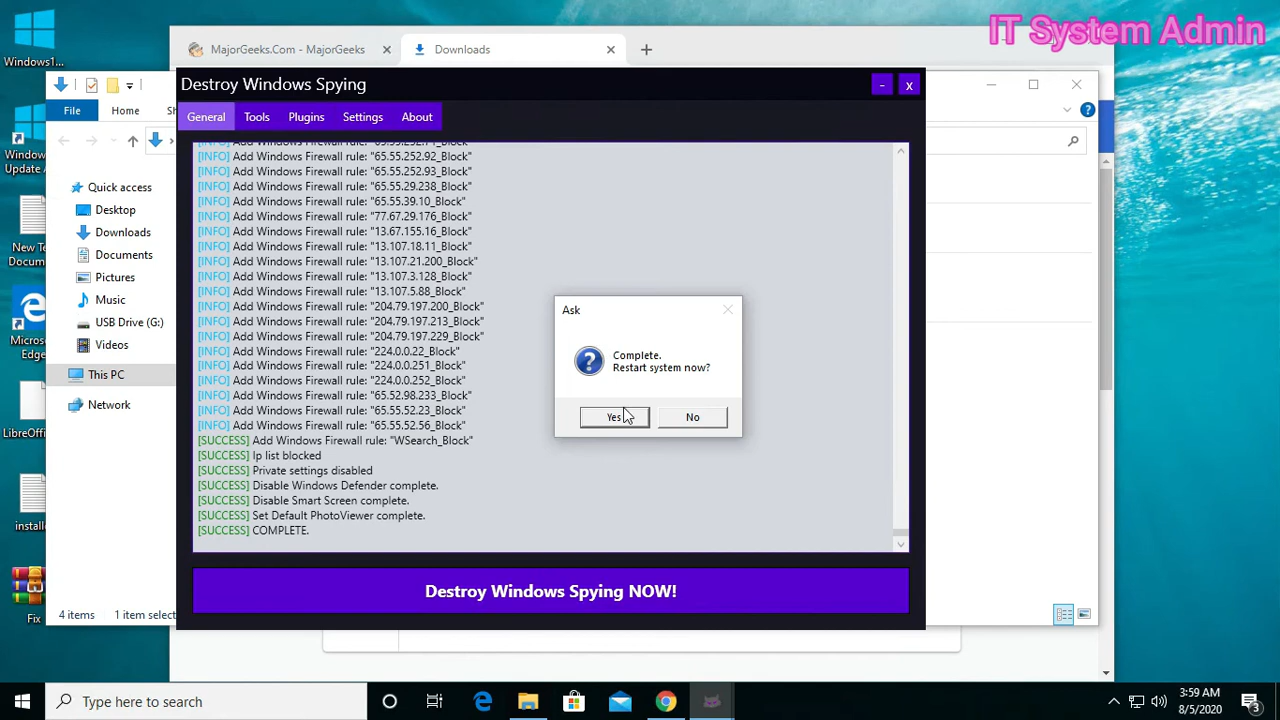 IT System Admin
Windows1...
MajorGeeks.Com - MajorGeeks
Downloads
Destroy Windows Spying
- x
File
Home
General
Tools
Plugins
Settings
About
Windows
Update
Quick access
Desktop
Downloads
Documents
Pictures
Music
USB Drive (G:)
Videos
This PC
Network
New Te
Docum
Micros
Edge
LibreOffi
installe
Fix
[INFO] Add Windows Firewall rule: "65.55.252.92_Block"
[INFO] Add Windows Firewall rule: "65.55.252.93_Block"
[INFO] Add Windows Firewall rule: "65.55.29.238_Block"
[INFO] Add Windows Firewall rule: "65.55.39.10_Block"
[INFO] Add Windows Firewall rule: "77.67.29.176_Block"
[INFO] Add Windows Firewall rule: "13.67.155.16_Block"
[INFO] Add Windows Firewall rule: "13.107.18.11_Block"
[INFO] Add Windows Firewall rule: "13.107.21.200_Block"
[INFO] Add Windows Firewall rule: "13.107.3.128_Block"
[INFO] Add Windows Firewall rule: "13.107.5.88_Block"
[INFO] Add Windows Firewall rule: "204.79.197.200_Block"
[INFO] Add Windows Firewall rule: "204.79.197.213_Block"
[INFO] Add Windows Firewall rule: "204.79.197.229_Block"
[INFO] Add Windows Firewall rule: "224.0.0.22_Block"
[INFO] Add Windows Firewall rule: "224.0.0.251_Block"
[INFO] Add Windows Firewall rule: "224.0.0.252_Block"
[INFO] Add Windows Firewall rule: "65.52.98.233_Block"
[INFO] Add Windows Firewall rule: "65.55.52.23_Block"
[INFO] Add Windows Firewall rule: "65.55.52.56_Block"
[SUCCESS] Add Windows Firewall rule: "WSearch_Block"
[SUCCESS] Ip list blocked
[SUCCESS] Private settings disabled
[SUCCESS] Disable Windows Defender complete.
[SUCCESS] Disable Smart Screen complete.
[SUCCESS] Set Default PhotoViewer complete.
[SUCCESS] COMPLETE.
Ask
Complete.
Restart system now?
Yes
No
Destroy Windows Spying NOW!
4 items
1 item select
Type here to search
3:59 AM
8/5/2020
3